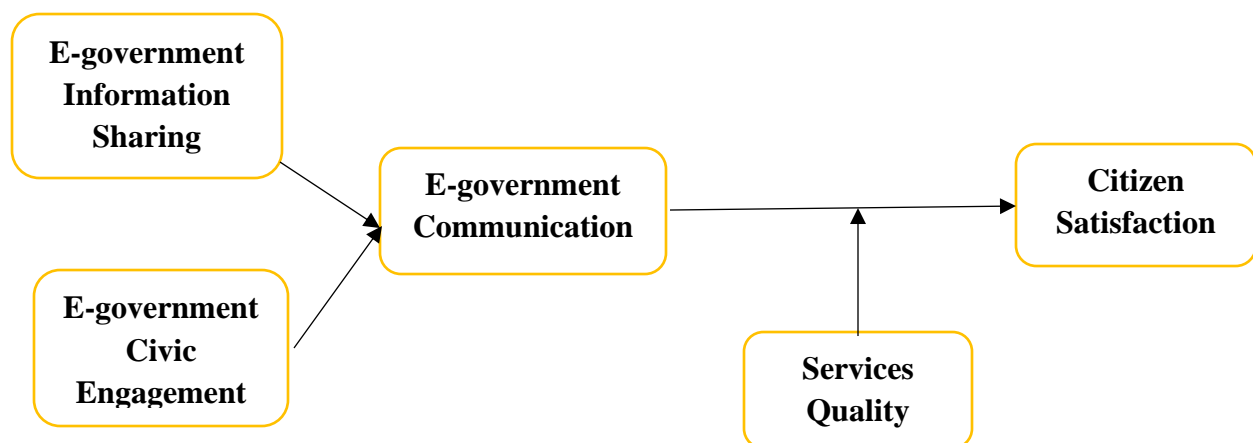 E-government
Information
Sharing
E-government
Communication
Citizen
Satisfaction
E-government
Civic
Engagement
Services
Quality